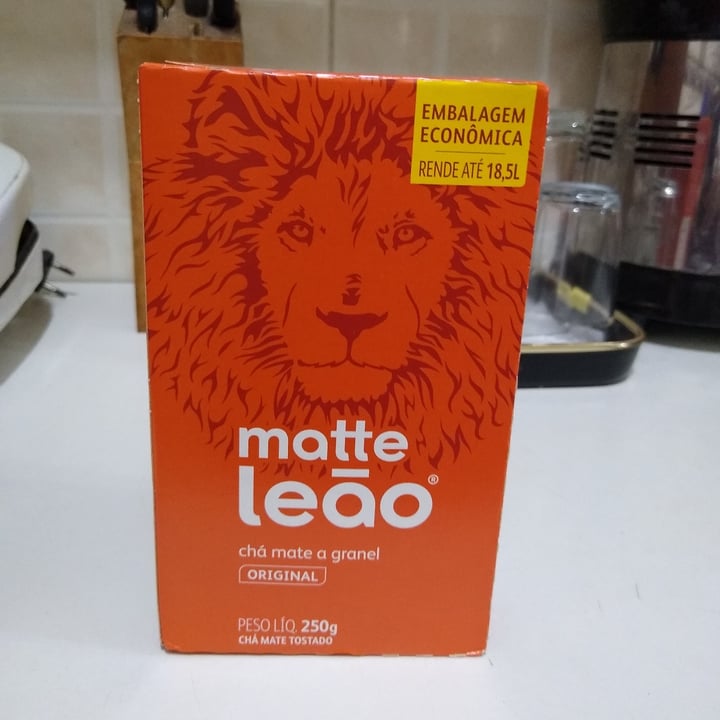 EMBALAGEM
ECONÔMICA
RENDE ATÉ 18,5L
matte
leão®
chá mate a granel
ORIGINAL
PESO LÍQ. 250g
CHÁ MATE TOSTADO